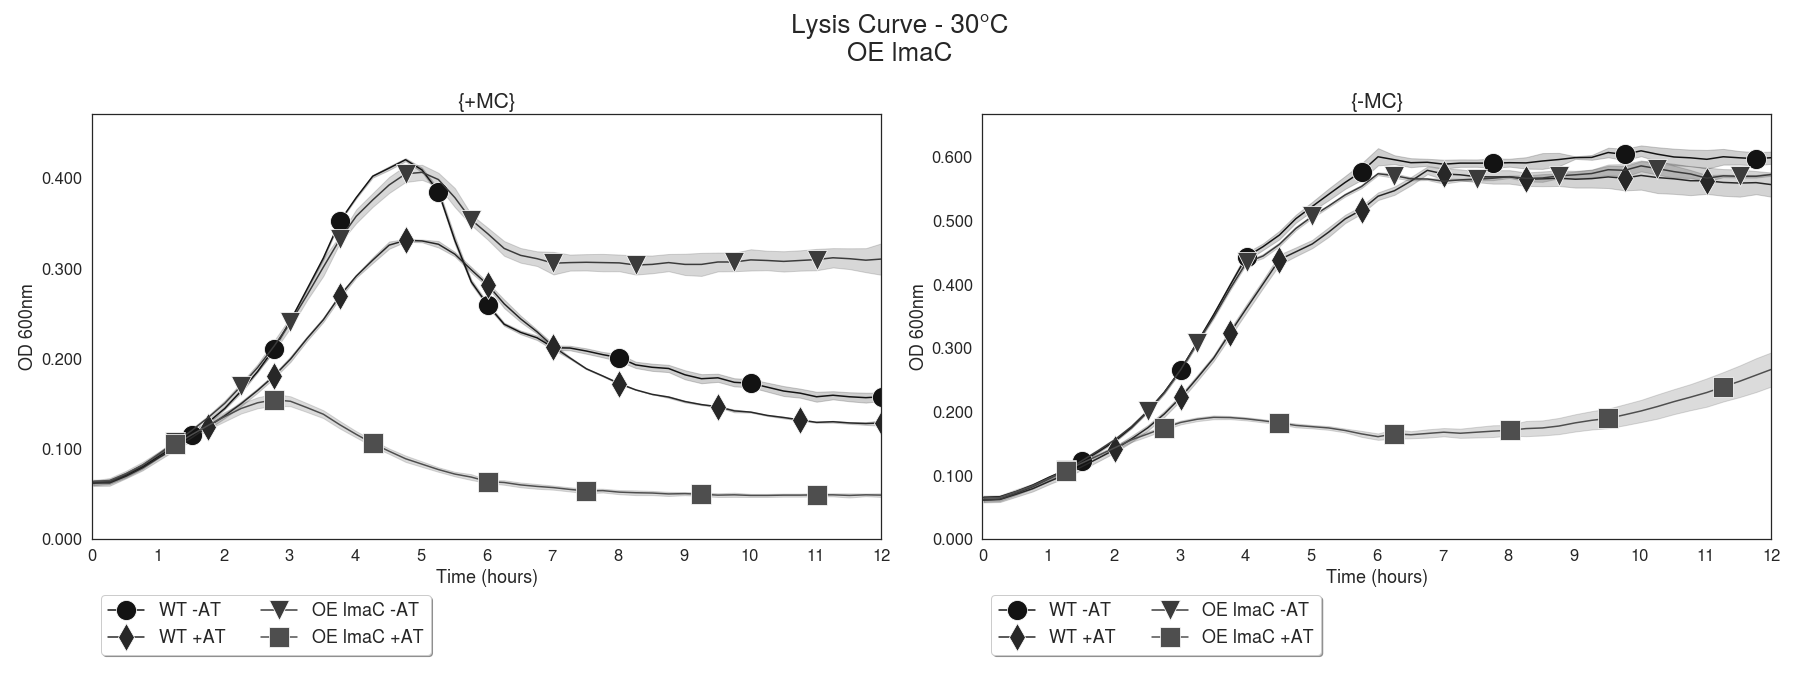 Lysis Curve - 30°C
OE lmaC
{+MC}
0.400
0.300
0.200
0.100
0.000
OD 600nm
0 1 2 3 4 5 6 7 8 9 10 11 12
Time (hours)
WT -AT
WT +AT
OE lmaC -AT
OE lmaC +AT
{-MC}
0.600
0.500
0.400
0.300
0.200
0.100
0.000
OD 600nm
0 1 2 3 4 5 6 7 8 9 10 11 12
Time (hours)
WT -AT
WT +AT
OE lmaC -AT
OE lmaC +AT